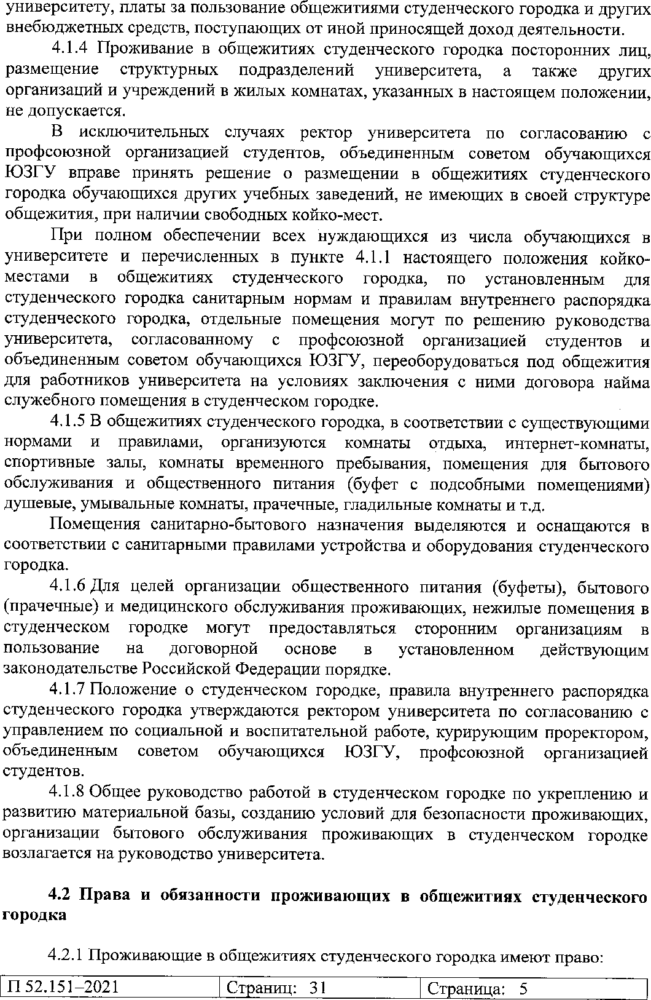 университету, платы за пользование общежитиями студенческого городка и других
внебюджетных средств, поступающих от иной приносящей доход деятельности.
4.1.4 Проживание в общежитиях студенческого городка посторонних лиц,
размещение структурных подразделений университета, а также других
организаций и учреждений в жилых комнатах, указанных в настоящем положении,
не допускается.
В исключительных случаях ректор университета по согласованию с
профсоюзной организацией студентов, объединенным советом обучающихся
ЮЗГУ вправе принять решение о размещении в общежитиях студенческого
городка обучающихся других учебных заведений, не имеющих в своей структуре
общежития, при наличии свободных койко-мест.
При полном обеспечении всех нуждающихся из числа обучающихся в
университете и перечисленных в пункте 4.1.1 настоящего положения койко-
местами в общежитиях студенческого городка, по установленным для
студенческого городка санитарным нормам и правилам внутреннего распорядка
студенческого городка, отдельные помещения могут по решению руководства
университета, согласованному с профсоюзной организацией студентов и
объединенным советом обучающихся ЮЗГУ, переоборудоваться под общежития
для работников университета на условиях заключения с ними договора найма
служебного помещения в студенческом городке.
4.1.5 В общежитиях студенческого городка, в соответствии с существующими
нормами и правилами, организуются комнаты отдыха, интернет-комнаты,
спортивные залы, комнаты временного пребывания, помещения для бытового
обслуживания и общественного питания (буфет с подсобными помещениями)
душевые, умывальные комнаты, прачечные, гладильные комнаты и т.д.
Помещения санитарно-бытового назначения выделяются и оснащаются в
соответствии с санитарными правилами устройства и оборудования студенческого
городка.
4.1.6 Для целей организации общественного питания (буфеты), бытового
(прачечные) и медицинского обслуживания проживающих, нежилые помещения в
студенческом городке могут предоставляться сторонним организациям в
пользование на договорной основе в установленном действующим
законодательстве Российской Федерации порядке.
4.1.7 Положение о студенческом городке, правила внутреннего распорядка
студенческого городка утверждаются ректором университета по согласованию с
управлением по социальной и воспитательной работе, курирующим проректором,
объединенным советом обучающихся ЮЗГУ, профсоюзной организацией
студентов.
4.1.8 Общее руководство работой в студенческом городке по укреплению и
развитию материальной базы, созданию условий для безопасности проживающих,
организации бытового обслуживания проживающих в студенческом городке
возлагается на руководство университета.
4.2 Права и обязанности проживающих в общежитиях студенческого
городка
4.2.1 Проживающие в общежитиях студенческого городка имеют право:
П 52.151–2021 Страниц: 31 Страница: 5